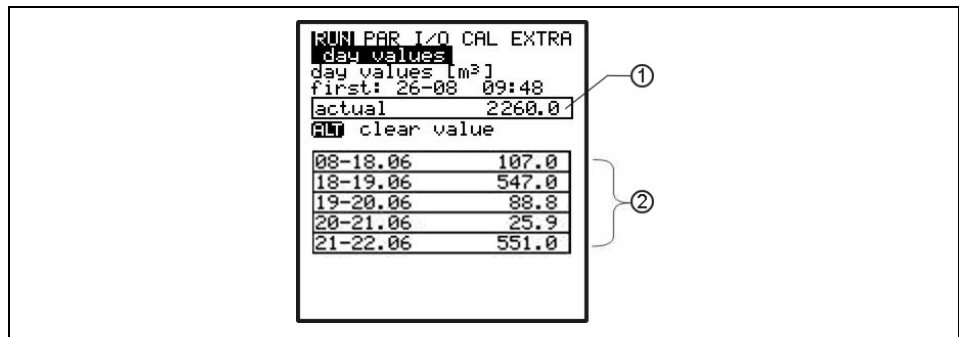 RUN PAR I/O CAL EXTRA
day values
day values [m³]
first: 26-08 09:48
actual 2260.0
①
ALT clear value
08-18.06 107.0
18-19.06 547.0
19-20.06 88.8
②
20-21.06 25.9
21-22.06 551.0